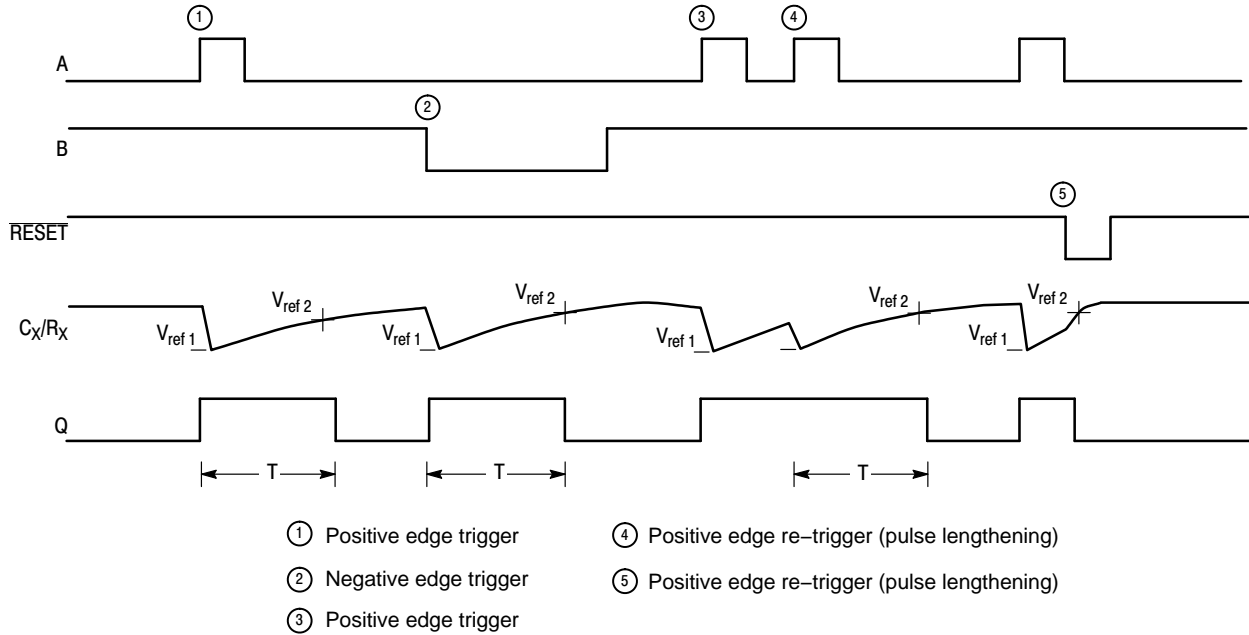 1 3 4
A
2
B
5
RESET
Vref 2 Vref 2 Vref 2 Vref 2
CX/RX
Vref 1 Vref 1 Vref 1 Vref 1
Q
T T T
1 Positive edge trigger
2 Negative edge trigger
3 Positive edge trigger
4 Positive edge re−trigger (pulse lengthening)
5 Positive edge re−trigger (pulse lengthening)